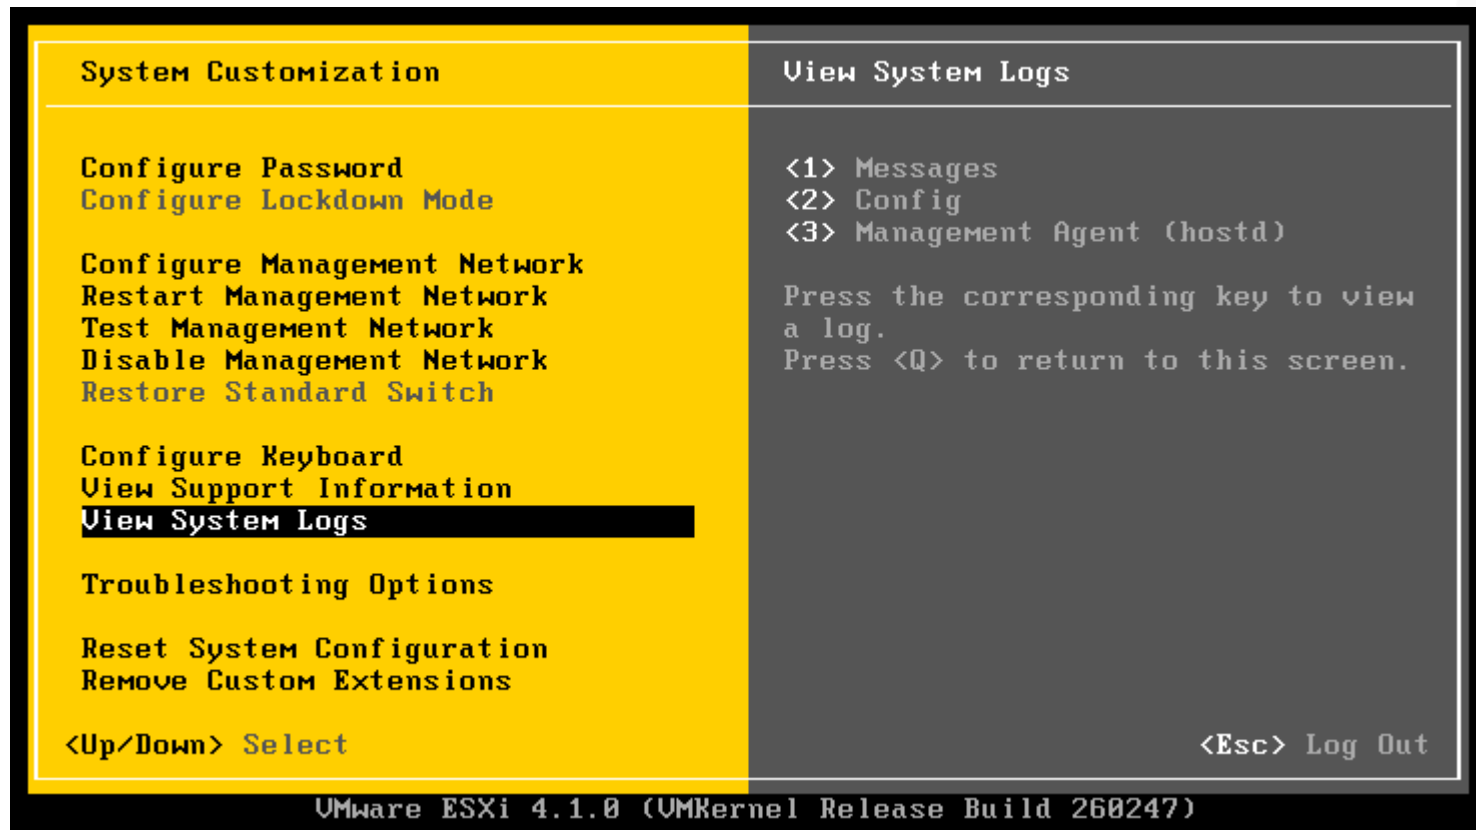 System Customization
View System Logs
Configure Password
Configure Lockdown Mode
Configure Management Network
Restart Management Network
Test Management Network
Disable Management Network
Restore Standard Switch
Configure Keyboard
View Support Information
View System Logs
Troubleshooting Options
Reset System Configuration
Remove Custom Extensions
<1> Messages
<2> Config
<3> Management Agent (hostd)
Press the corresponding key to view
a log.
Press <Q> to return to this screen.
<Up/Down> Select
<Esc> Log Out
VMware ESXi 4.1.0 (VMKernel Release Build 260247)